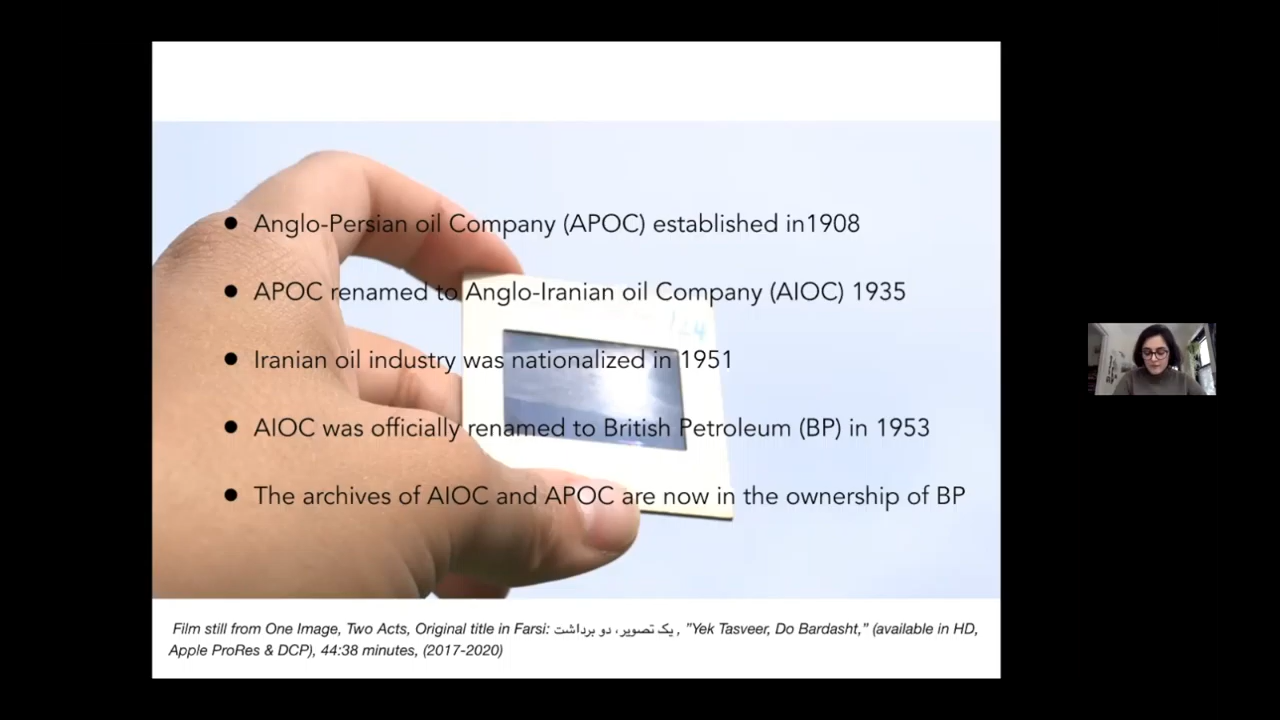 ● Anglo-Persian oil Company (APOC) established in1908
● APOC renamed to Anglo-Iranian oil Company (AIOC) 1935
124
● Iranian oil industry was nationalized in 1951
● AIOC was officially renamed to British Petroleum (BP) in 1953
● The archives of AIOC and APOC are now in the ownership of BP
Film still from One Image, Two Acts, Original title in Farsi: یک تصویر، دو برداشت , "Yek Tasveer, Do Bardasht," (available in HD,
Apple ProRes & DCP), 44:38 minutes, (2017-2020)